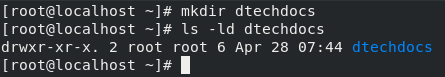 [root@localhost ~]# mkdir dtechdocs
[root@localhost ~]# ls -ld dtechdocs
drwxr-xr-x. 2 root root 6 Apr 28 07:44 dtechdocs
[root@localhost ~]#